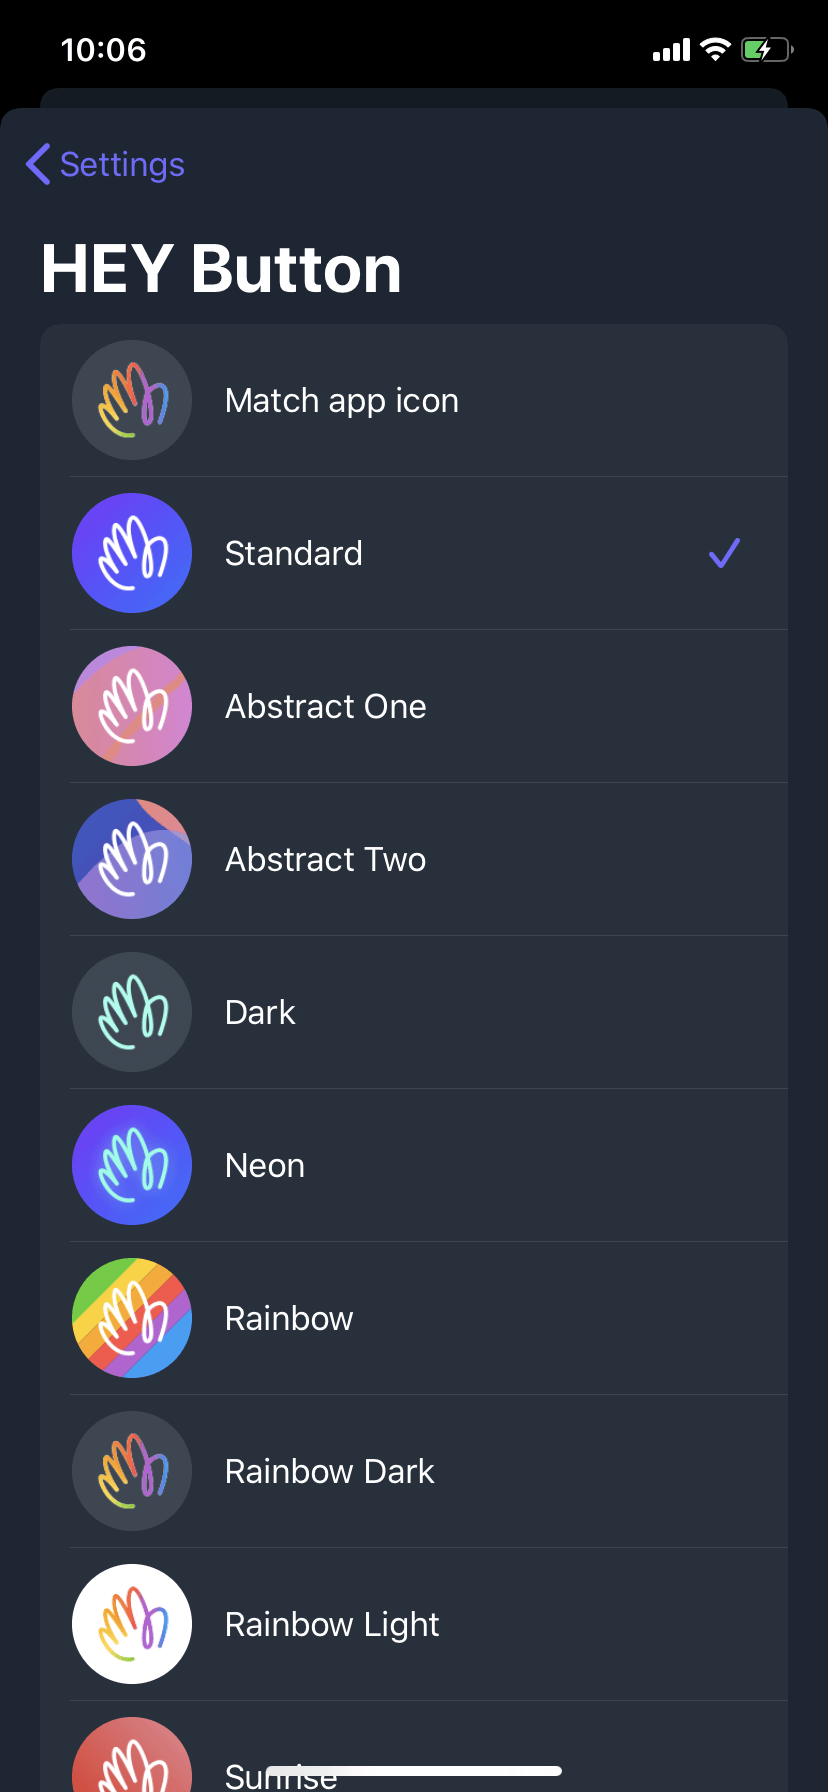 10:06
Settings
HEY Button
Match app icon
Standard
Abstract One
Abstract Two
Dark
Neon
Rainbow
Rainbow Dark
Rainbow Light
Sunrise